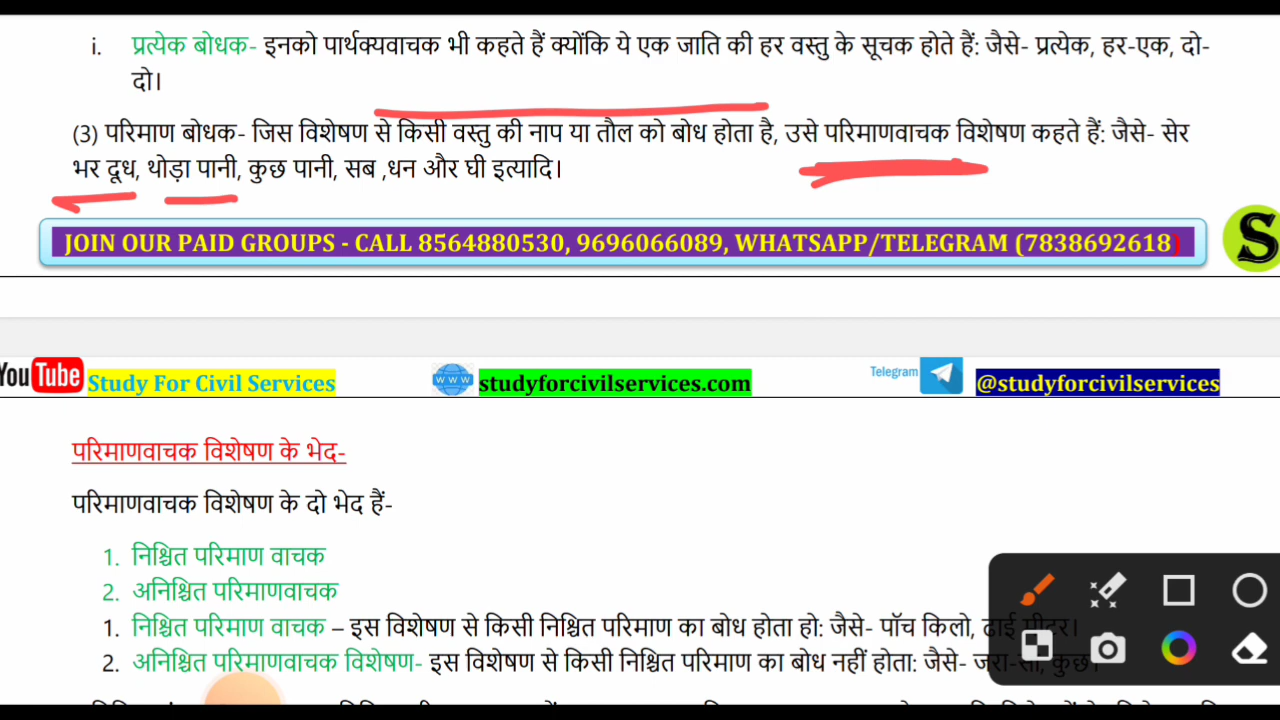 i. प्रत्येक बोधक- इनको पार्थक्यवाचक भी कहते हैं क्योंकि ये एक जाति की हर वस्तु के सूचक होते हैं: जैसे- प्रत्येक, हर-एक, दो-
दो।
(3) परिमाण बोधक- जिस विशेषण से किसी वस्तु की नाप या तौल को बोध होता है, उसे परिमाणवाचक विशेषण कहते हैं: जैसे- सेर
भर दूध, थोड़ा पानी, कुछ पानी, सब ,धन और घी इत्यादि।
JOIN OUR PAID GROUPS - CALL 8564880530, 9696066089, WHATSAPP/TELEGRAM (7838692618)
S
YouTube Study For Civil Services
WWW studyforcivilservices.com
Telegram @studyforcivilservices
परिमाणवाचक विशेषण के भेद-
परिमाणवाचक विशेषण के दो भेद हैं-
1. निश्चित परिमाण वाचक
2. अनिश्चित परिमाणवाचक
1. निश्चित परिमाण वाचक – इस विशेषण से किसी निश्चित परिमाण का बोध होता हो: जैसे- पाॅच किलो, ढाई मीटर।
2. अनिश्चित परिमाणवाचक विशेषण- इस विशेषण से किसी निश्चित परिमाण का बोध नहीं होता: जैसे- जरा-सा, कुछ।